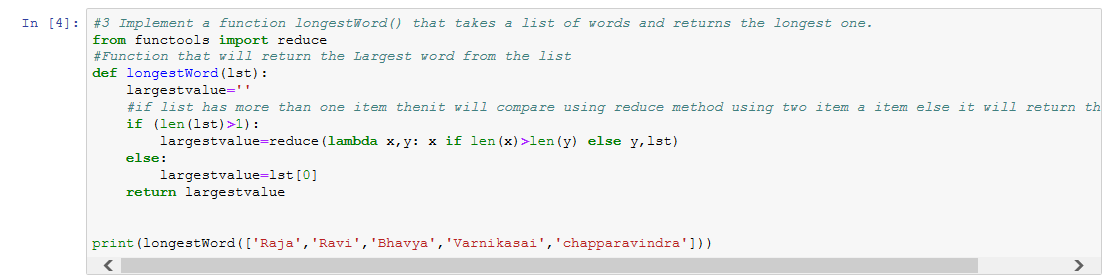 In [4]: #3 Implement a function longestWord() that takes a list of words and returns the longest one.
from functools import reduce
#Function that will return the Largest word from the list
def longestWord(lst):
    largestvalue=''
    #if list has more than one item thenit will compare using reduce method using two item a item else it will return th
    if (len(lst)>1):
        largestvalue=reduce(lambda x,y: x if len(x)>len(y) else y,lst)
    else:
        largestvalue=lst[0]
    return largestvalue
print(longestWord(['Raja','Ravi','Bhavya','Varnikasai','chapparavindra']))